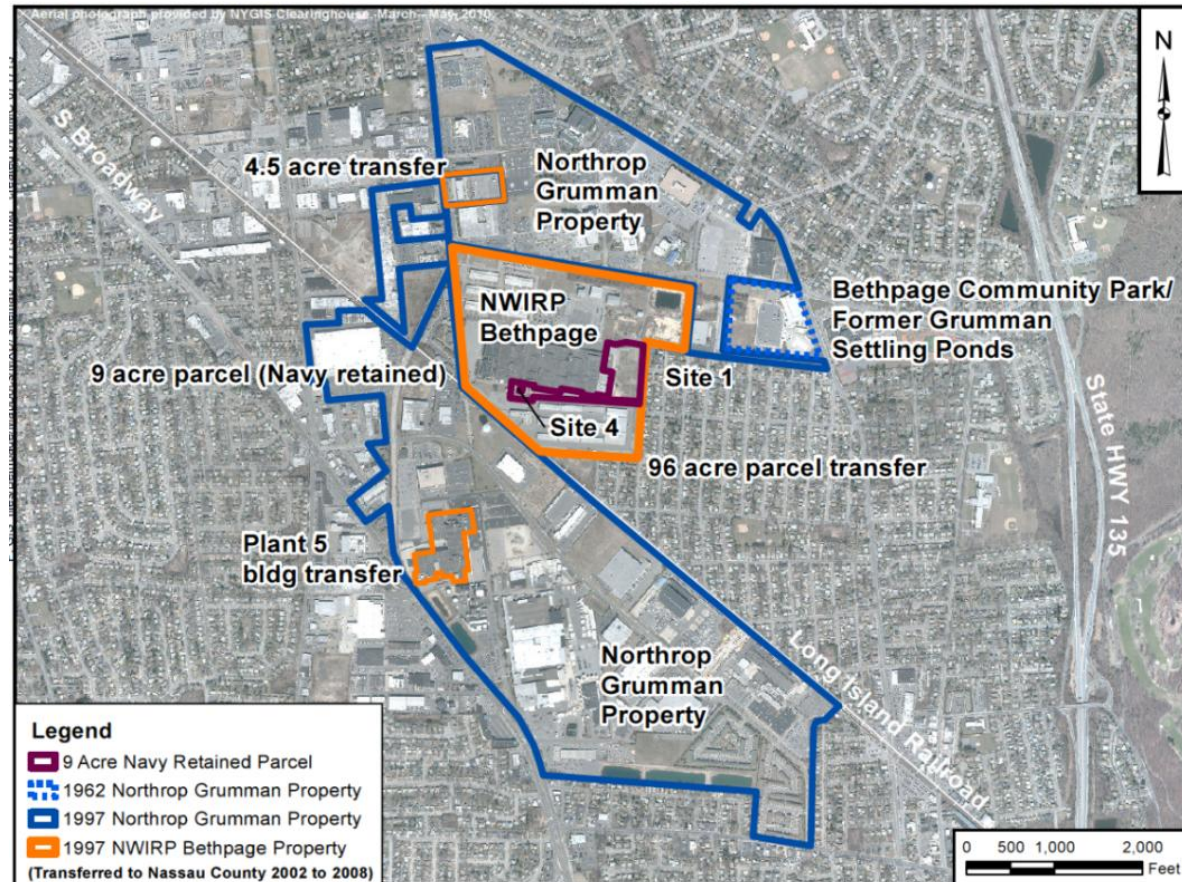 Aerial photograph provided by NYGIS Clearinghouse, March - May, 2010
N
S Broadway
4.5 acre transfer
Northrop
Grumman
Property
NWIRP
Bethpage
Bethpage Community Park/
Former Grumman
Settling Ponds
9 acre parcel (Navy retained)
Site 1
Site 4
96 acre parcel transfer
State HWY 135
Plant 5
bldg transfer
Northrop
Grumman
Property
Long Island Railroad
Legend
9 Acre Navy Retained Parcel
1962 Northrop Grumman Property
1997 Northrop Grumman Property
1997 NWIRP Bethpage Property
(Transferred to Nassau County 2002 to 2008)
0 500 1,000 2,000
Feet